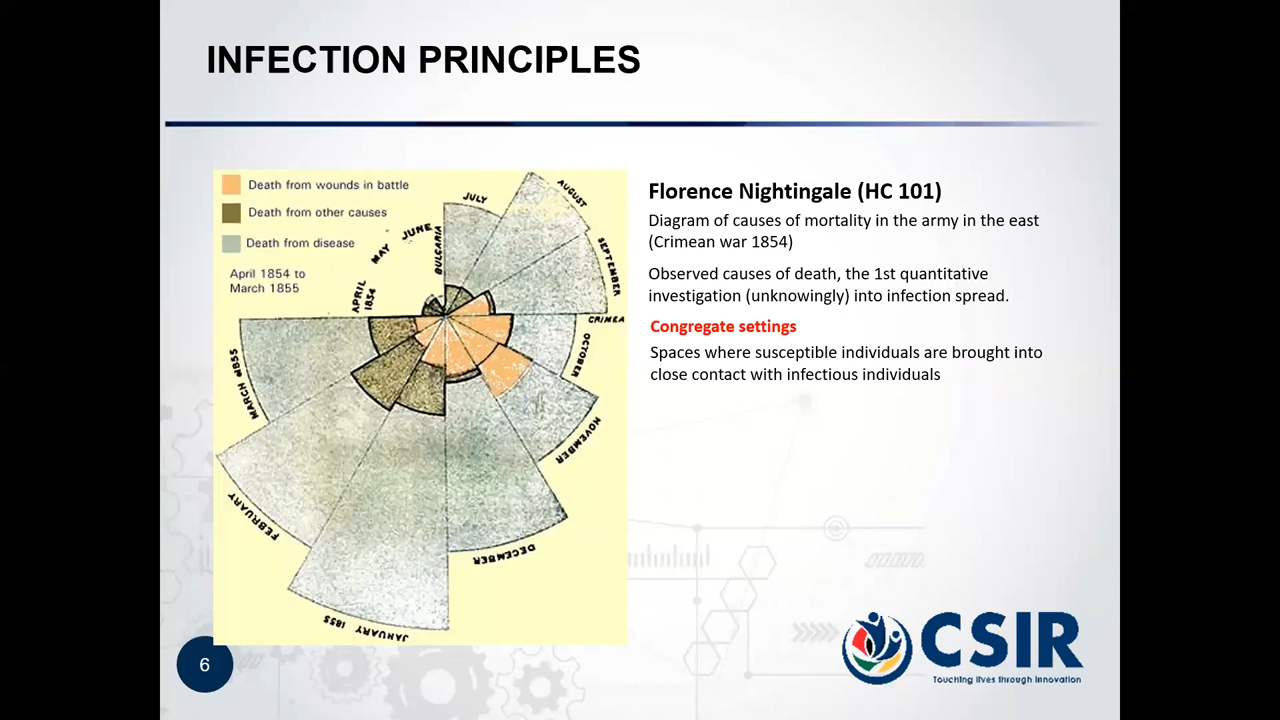 INFECTION PRINCIPLES
Death from wounds in battle
Death from other causes
Death from disease
April 1854 to
March 1855
APRIL
1854
MAY
JUNE
BULGARIA
JULY
AUGUST
SEPTEMBER
CRIMEA
OCTOBER
NOVEMBER
DECEMBER
JANUARY 1855
FEBRUARY
MARCH 1855
Florence Nightingale (HC 101)
Diagram of causes of mortality in the army in the east
(Crimean war 1854)
Observed causes of death, the 1st quantitative
investigation (unknowingly) into infection spread.
Congregate settings
Spaces where susceptible individuals are brought into
close contact with infectious individuals
6
CSIR
Touching lives through innovation